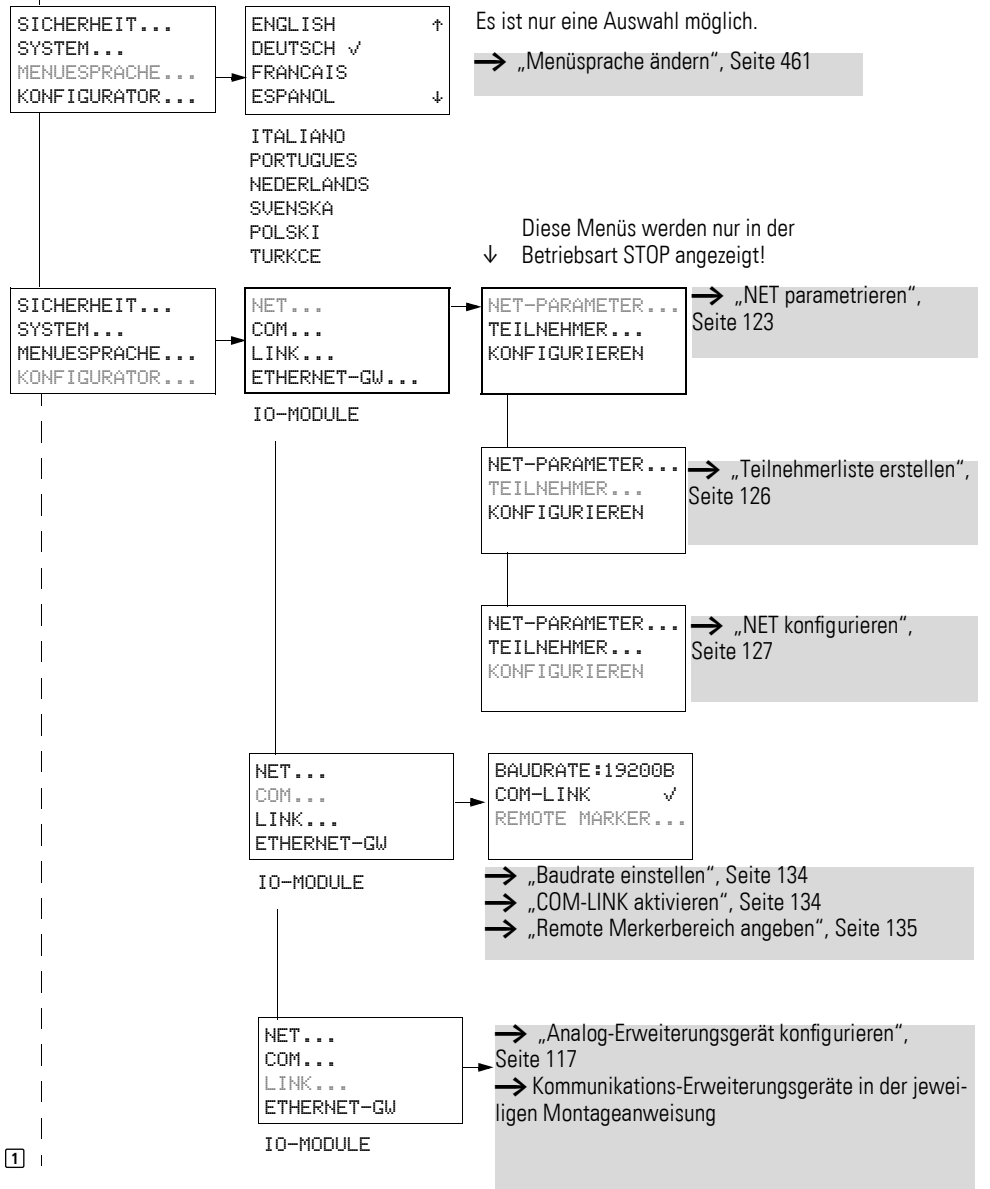 SICHERHEIT...
SYSTEM...
MENUESPRACHE...
KONFIGURATOR...
ENGLISH ↑
DEUTSCH √
FRANCAIS
ESPANOL ↓
ITALIANO
PORTUGUES
NEDERLANDS
SVENSKA
POLSKI
TURKCE
Es ist nur eine Auswahl möglich.
→ „Menüsprache ändern“, Seite 461
Diese Menüs werden nur in der
↓ Betriebsart STOP angezeigt!
SICHERHEIT...
SYSTEM...
MENUESPRACHE...
KONFIGURATOR...
NET...
COM...
LINK...
ETHERNET-GW...
IO-MODULE
NET-PARAMETER...
TEILNEHMER...
KONFIGURIEREN
→ „NET parametrieren“,
Seite 123
NET-PARAMETER...
TEILNEHMER...
KONFIGURIEREN
→ „Teilnehmerliste erstellen“,
Seite 126
NET-PARAMETER...
TEILNEHMER...
KONFIGURIEREN
→ „NET konfigurieren“,
Seite 127
NET...
COM...
LINK...
ETHERNET-GW
IO-MODULE
BAUDRATE:19200B
COM-LINK √
REMOTE MARKER...
→ „Baudrate einstellen“, Seite 134
→ „COM-LINK aktivieren“, Seite 134
→ „Remote Merkerbereich angeben“, Seite 135
NET...
COM...
LINK...
ETHERNET-GW
IO-MODULE
→ „Analog-Erweiterungsgerät konfigurieren“,
Seite 117
→ Kommunikations-Erweiterungsgeräte in der jewei-
ligen Montageanweisung
1